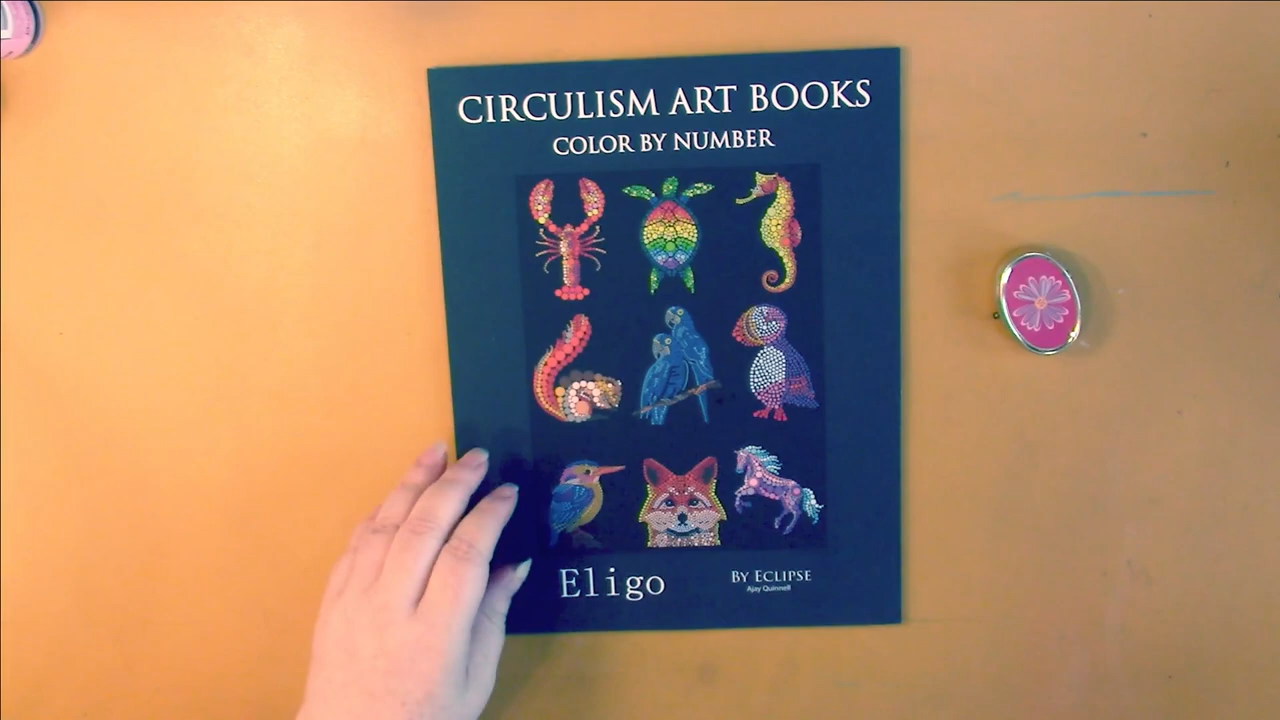 CIRCULISM ART BOOKS
COLOR BY NUMBER
Eligo
BY ECLIPSE
Ajay Quinnell